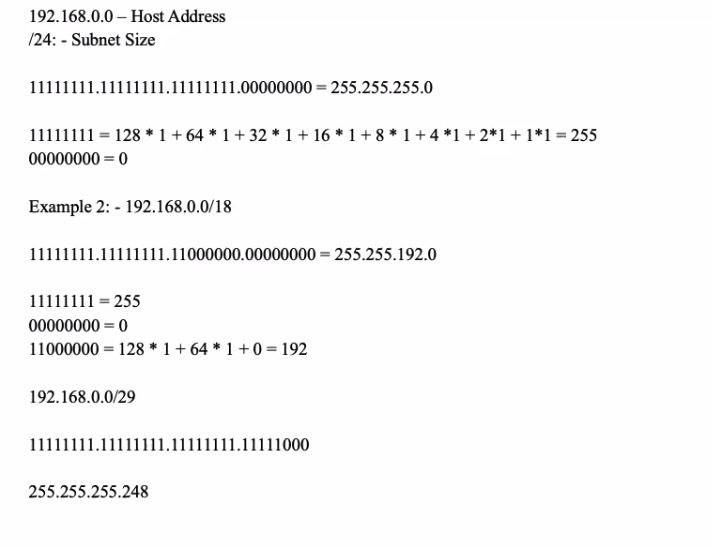 192.168.0.0 – Host Address
/24: - Subnet Size
11111111.11111111.11111111.00000000 = 255.255.255.0
11111111 = 128 * 1 + 64 * 1 + 32 * 1 + 16 * 1 + 8 * 1 + 4 *1 + 2*1 + 1*1 = 255
00000000 = 0
Example 2: - 192.168.0.0/18
11111111.11111111.11000000.00000000 = 255.255.192.0
11111111 = 255
00000000 = 0
11000000 = 128 * 1 + 64 * 1 + 0 = 192
192.168.0.0/29
11111111.11111111.11111111.11111000
255.255.255.248